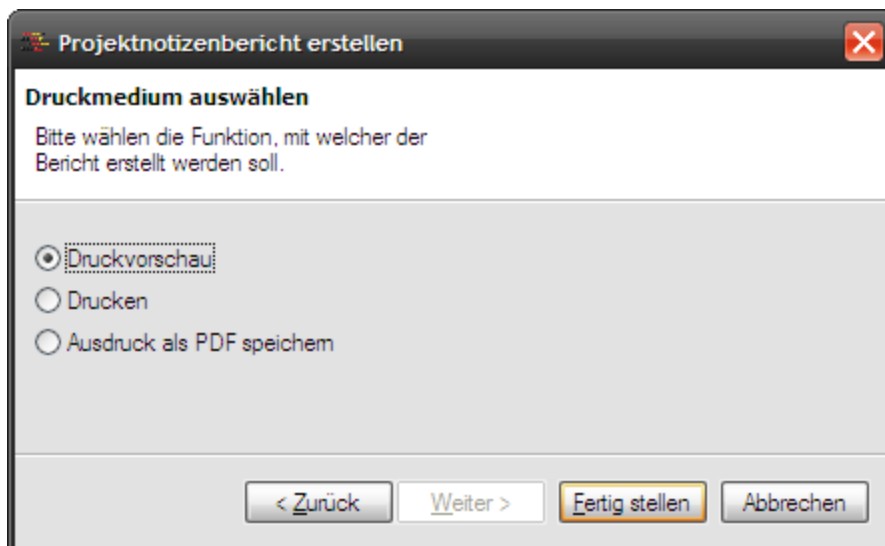 Projektnotizenbericht erstellen
Druckmedium auswählen
Bitte wählen die Funktion, mit welcher der
Bericht erstellt werden soll.
Druckvorschau
Drucken
Ausdruck als PDF speichern
< Zurück Weiter > Fertig stellen Abbrechen